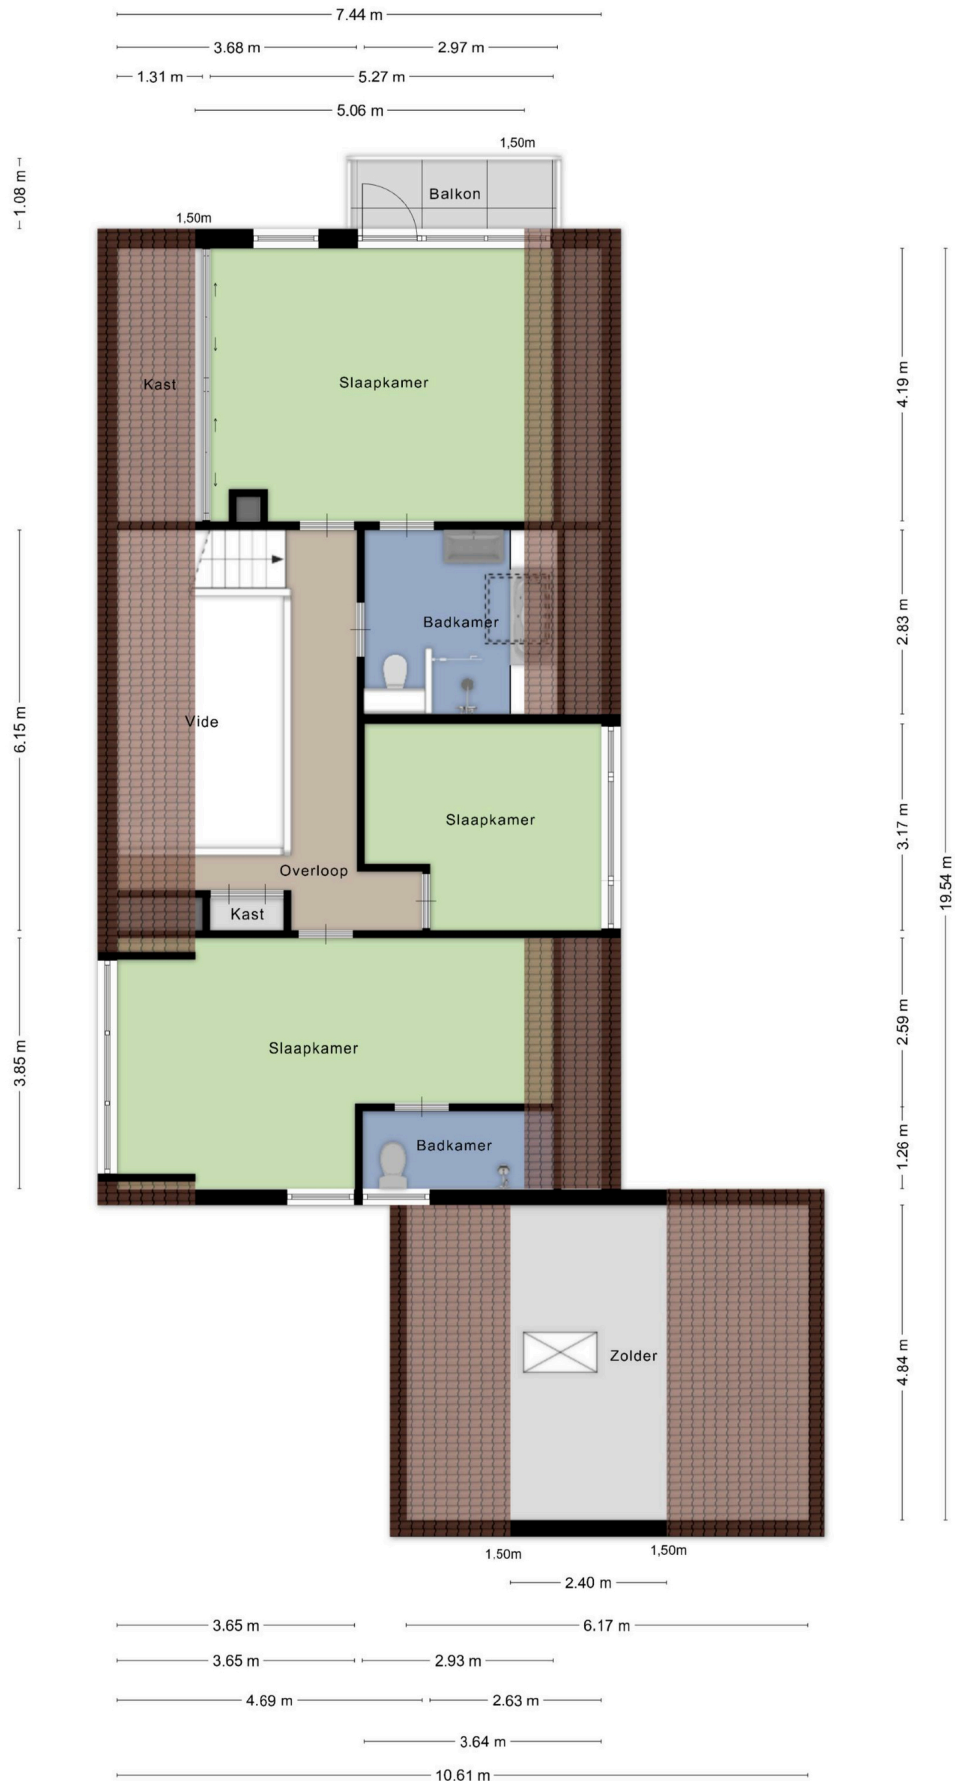 7.44 m
3.68 m
2.97 m
1.31 m
5.27 m
5.06 m
1,50m
1.08 m
Balkon
1.50m
Kast
Slaapkamer
4.19 m
Badkamer
2.83 m
Vide
6.15 m
Slaapkamer
3.17 m
Overloop
19.54 m
Kast
Slaapkamer
2.59 m
3.85 m
Badkamer
1.26 m
Zolder
4.84 m
1.50m
1,50m
2.40 m
3.65 m
6.17 m
3.65 m
2.93 m
4.69 m
2.63 m
3.64 m
10.61 m